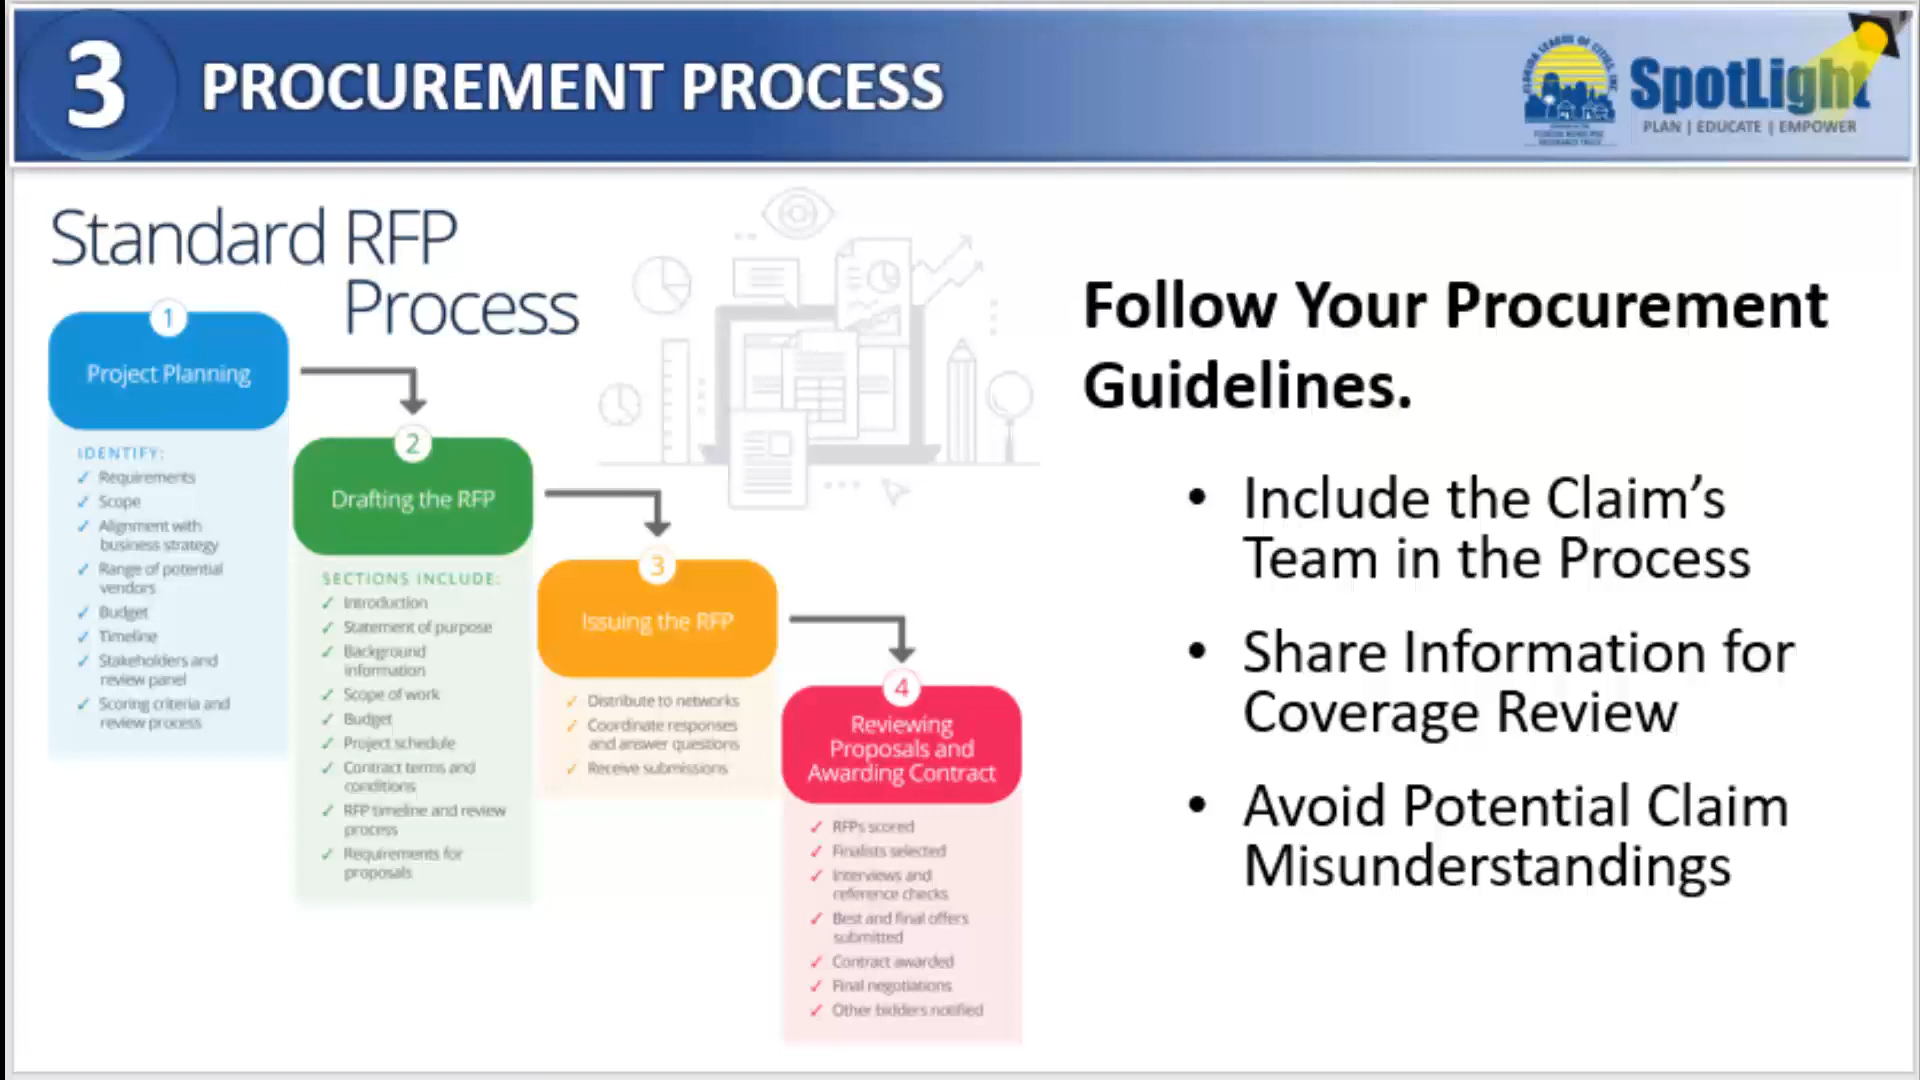 3
PROCUREMENT PROCESS
FLORIDA LEAGUE OF CITIES, INC.
SpotLight
PLAN | EDUCATE | EMPOWER
Standard RFP
Process
1
Project Planning
IDENTIFY:
✓ Requirements
✓ Scope
✓ Alignment with
business strategy
✓ Range of potential
vendors
✓ Budget
✓ Timeline
✓ Stakeholders and
review panel
✓ Scoring criteria and
review process
2
Drafting the RFP
SECTIONS INCLUDE:
✓ Introduction
✓ Statement of purpose
✓ Background
information
✓ Scope of work
✓ Budget
✓ Project schedule
✓ Contract terms and
conditions
✓ RFP timeline and review
process
✓ Requirements for
proposals
3
Issuing the RFP
✓ Distribute to networks
✓ Coordinate responses
and answer questions
✓ Receive submissions
4
Reviewing
Proposals and
Awarding Contract
✓ RFPs scored
✓ Finalists selected
✓ Interviews and
reference checks
✓ Best and final offers
submitted
✓ Contract awarded
✓ Final negotiations
✓ Other bidders notified
Follow Your Procurement
Guidelines.
• Include the Claim’s
Team in the Process
• Share Information for
Coverage Review
• Avoid Potential Claim
Misunderstandings